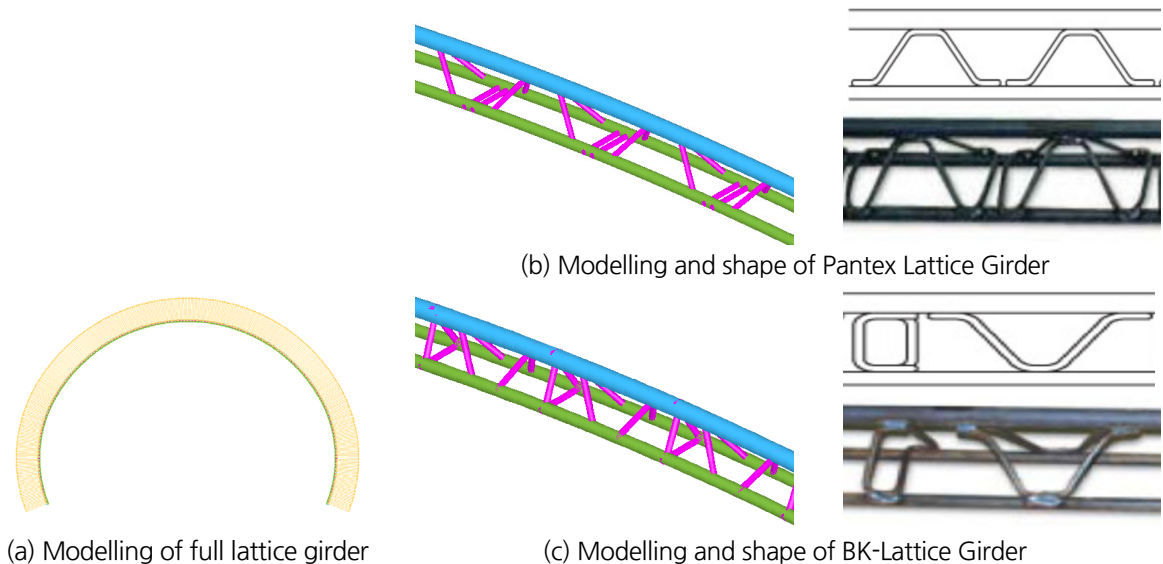 (b) Modelling and shape of Pantex Lattice Girder
(a) Modelling of full lattice girder
(c) Modelling and shape of BK-Lattice Girder